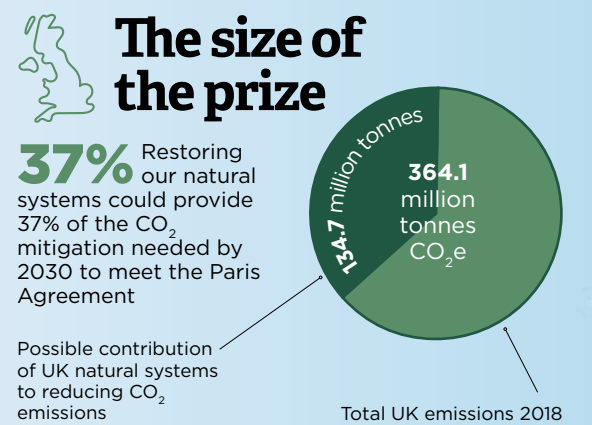 The size of
the prize
37% Restoring
our natural
systems could provide
37% of the CO₂
mitigation needed by
2030 to meet the Paris
Agreement
134.7 million tonnes
364.1
million
tonnes
CO₂e
Possible contribution
of UK natural systems
to reducing CO₂
emissions
Total UK emissions 2018